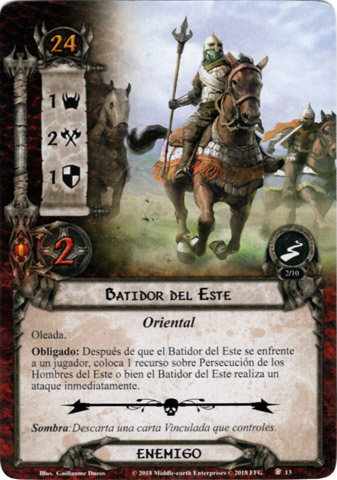 24
1
2
1
2
2/10
Batidor del Este
Oriental
Oleada.
Obligado: Después de que el Batidor del Este se enfrente
a un jugador, coloca 1 recurso sobre Persecución de los
Hombres del Este o bien el Batidor del Este realiza un
ataque inmediatamente.
Sombra: Descarta una carta Vinculada que controles.
ENEMIGO
Illus. Guillaume Ducos © 2018 Middle-earth Enterprises © 2018 FFG 13